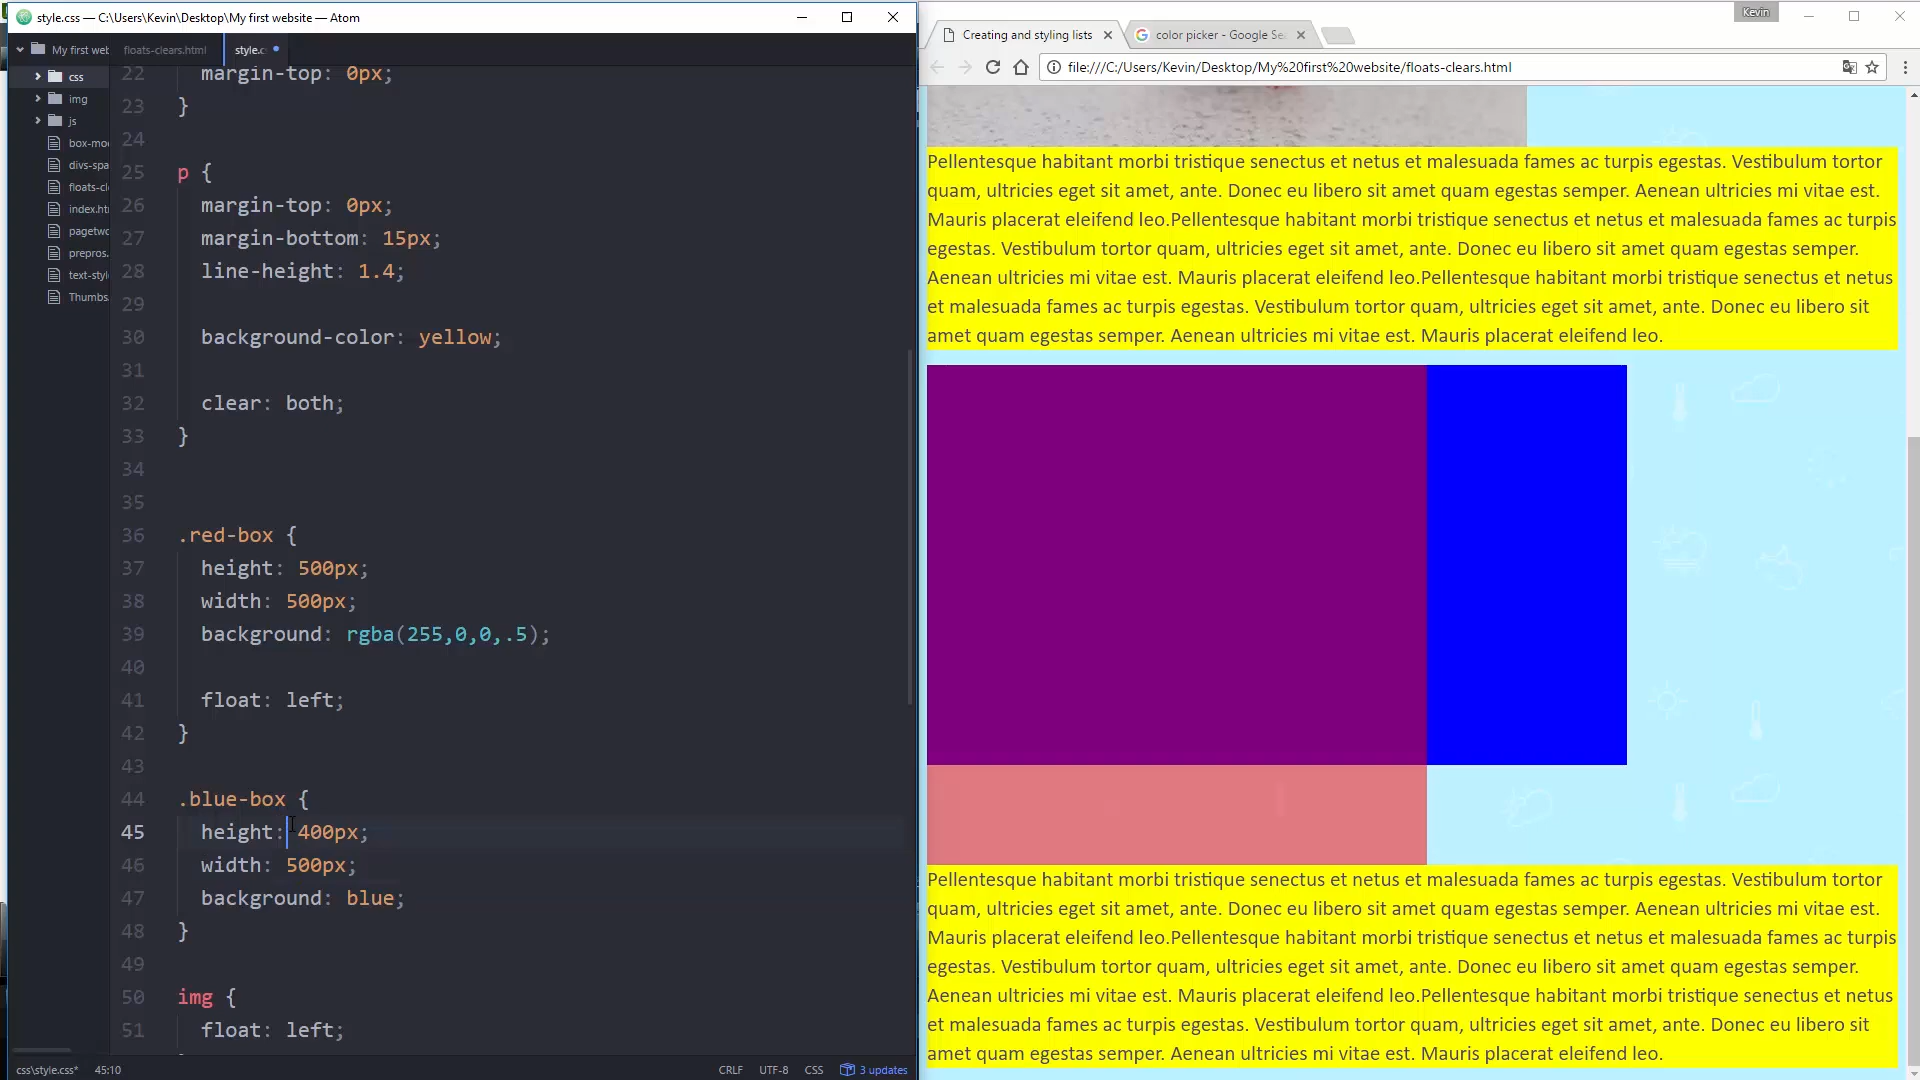 style.css — C:\Users\Kevin\Desktop\My first website — Atom
My first web
floats-clears.html
style.c
css
img
js
box-mo
divs-spa
floats-cl
index.ht
pagetwo
prepros.
text-style
Thumbs
22 margin-top: 0px;
23 }
24
25 p {
26 margin-top: 0px;
27 margin-bottom: 15px;
28 line-height: 1.4;
29
30 background-color: yellow;
31
32 clear: both;
33 }
34
35
36 .red-box {
37 height: 500px;
38 width: 500px;
39 background: rgba(255,0,0,.5);
40
41 float: left;
42 }
43
44 .blue-box {
45 height: 400px;
46 width: 500px;
47 background: blue;
48 }
49
50 img {
51 float: left;
css\style.css* 45:10 CRLF UTF-8 CSS 3 updates
Kevin
Creating and styling lists
color picker - Google Se
file:///C:/Users/Kevin/Desktop/My%20first%20website/floats-clears.html
Pellentesque habitant morbi tristique senectus et netus et malesuada fames ac turpis egestas. Vestibulum tortor
quam, ultricies eget sit amet, ante. Donec eu libero sit amet quam egestas semper. Aenean ultricies mi vitae est.
Mauris placerat eleifend leo.Pellentesque habitant morbi tristique senectus et netus et malesuada fames ac turpis
egestas. Vestibulum tortor quam, ultricies eget sit amet, ante. Donec eu libero sit amet quam egestas semper.
Aenean ultricies mi vitae est. Mauris placerat eleifend leo.Pellentesque habitant morbi tristique senectus et netus
et malesuada fames ac turpis egestas. Vestibulum tortor quam, ultricies eget sit amet, ante. Donec eu libero sit
amet quam egestas semper. Aenean ultricies mi vitae est. Mauris placerat eleifend leo.
Pellentesque habitant morbi tristique senectus et netus et malesuada fames ac turpis egestas. Vestibulum tortor
quam, ultricies eget sit amet, ante. Donec eu libero sit amet quam egestas semper. Aenean ultricies mi vitae est.
Mauris placerat eleifend leo.Pellentesque habitant morbi tristique senectus et netus et malesuada fames ac turpis
egestas. Vestibulum tortor quam, ultricies eget sit amet, ante. Donec eu libero sit amet quam egestas semper.
Aenean ultricies mi vitae est. Mauris placerat eleifend leo.Pellentesque habitant morbi tristique senectus et netus
et malesuada fames ac turpis egestas. Vestibulum tortor quam, ultricies eget sit amet, ante. Donec eu libero sit
amet quam egestas semper. Aenean ultricies mi vitae est. Mauris placerat eleifend leo.